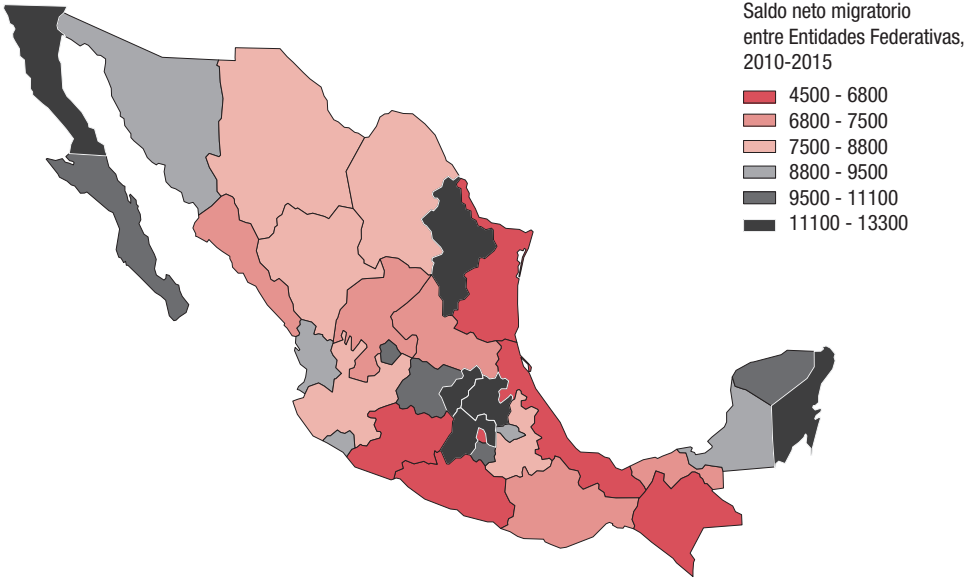 Saldo neto migratorio
entre Entidades Federativas,
2010-2015
4500 - 6800
6800 - 7500
7500 - 8800
8800 - 9500
9500 - 11100
11100 - 13300